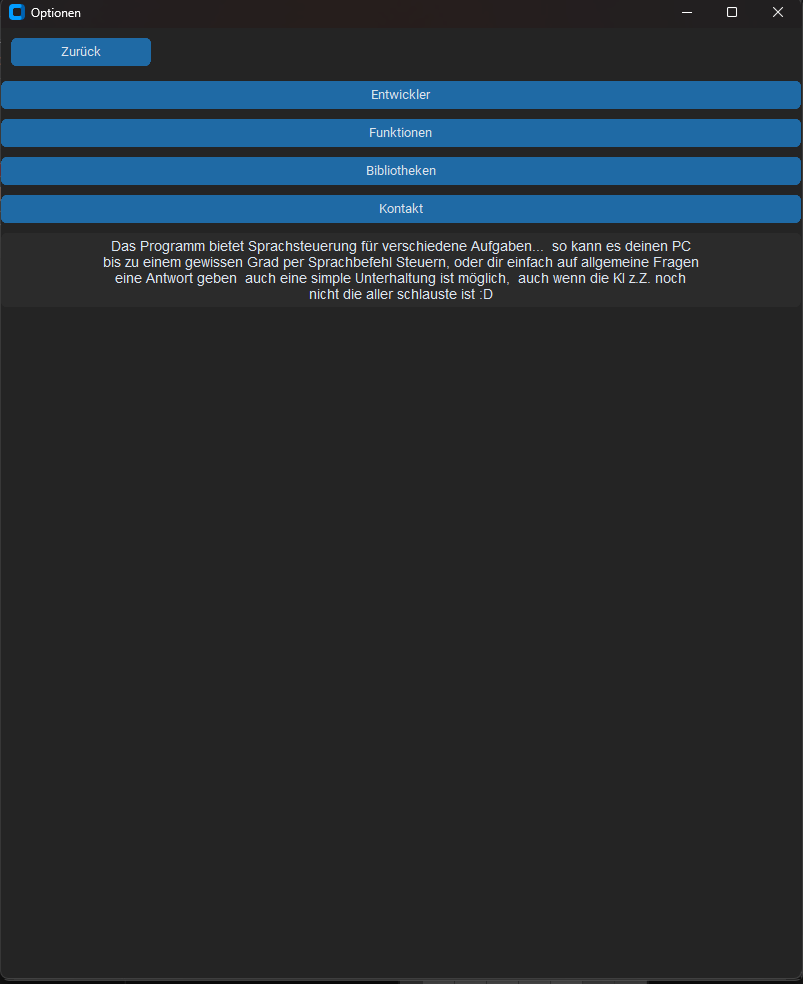 Optionen
Zurück
Entwickler
Funktionen
Bibliotheken
Kontakt
Das Programm bietet Sprachsteuerung für verschiedene Aufgaben...  so kann es deinen PC
bis zu einem gewissen Grad per Sprachbefehl Steuern, oder dir einfach auf allgemeine Fragen
eine Antwort geben  auch eine simple Unterhaltung ist möglich,  auch wenn die KI z.Z. noch
nicht die aller schlauste ist :D